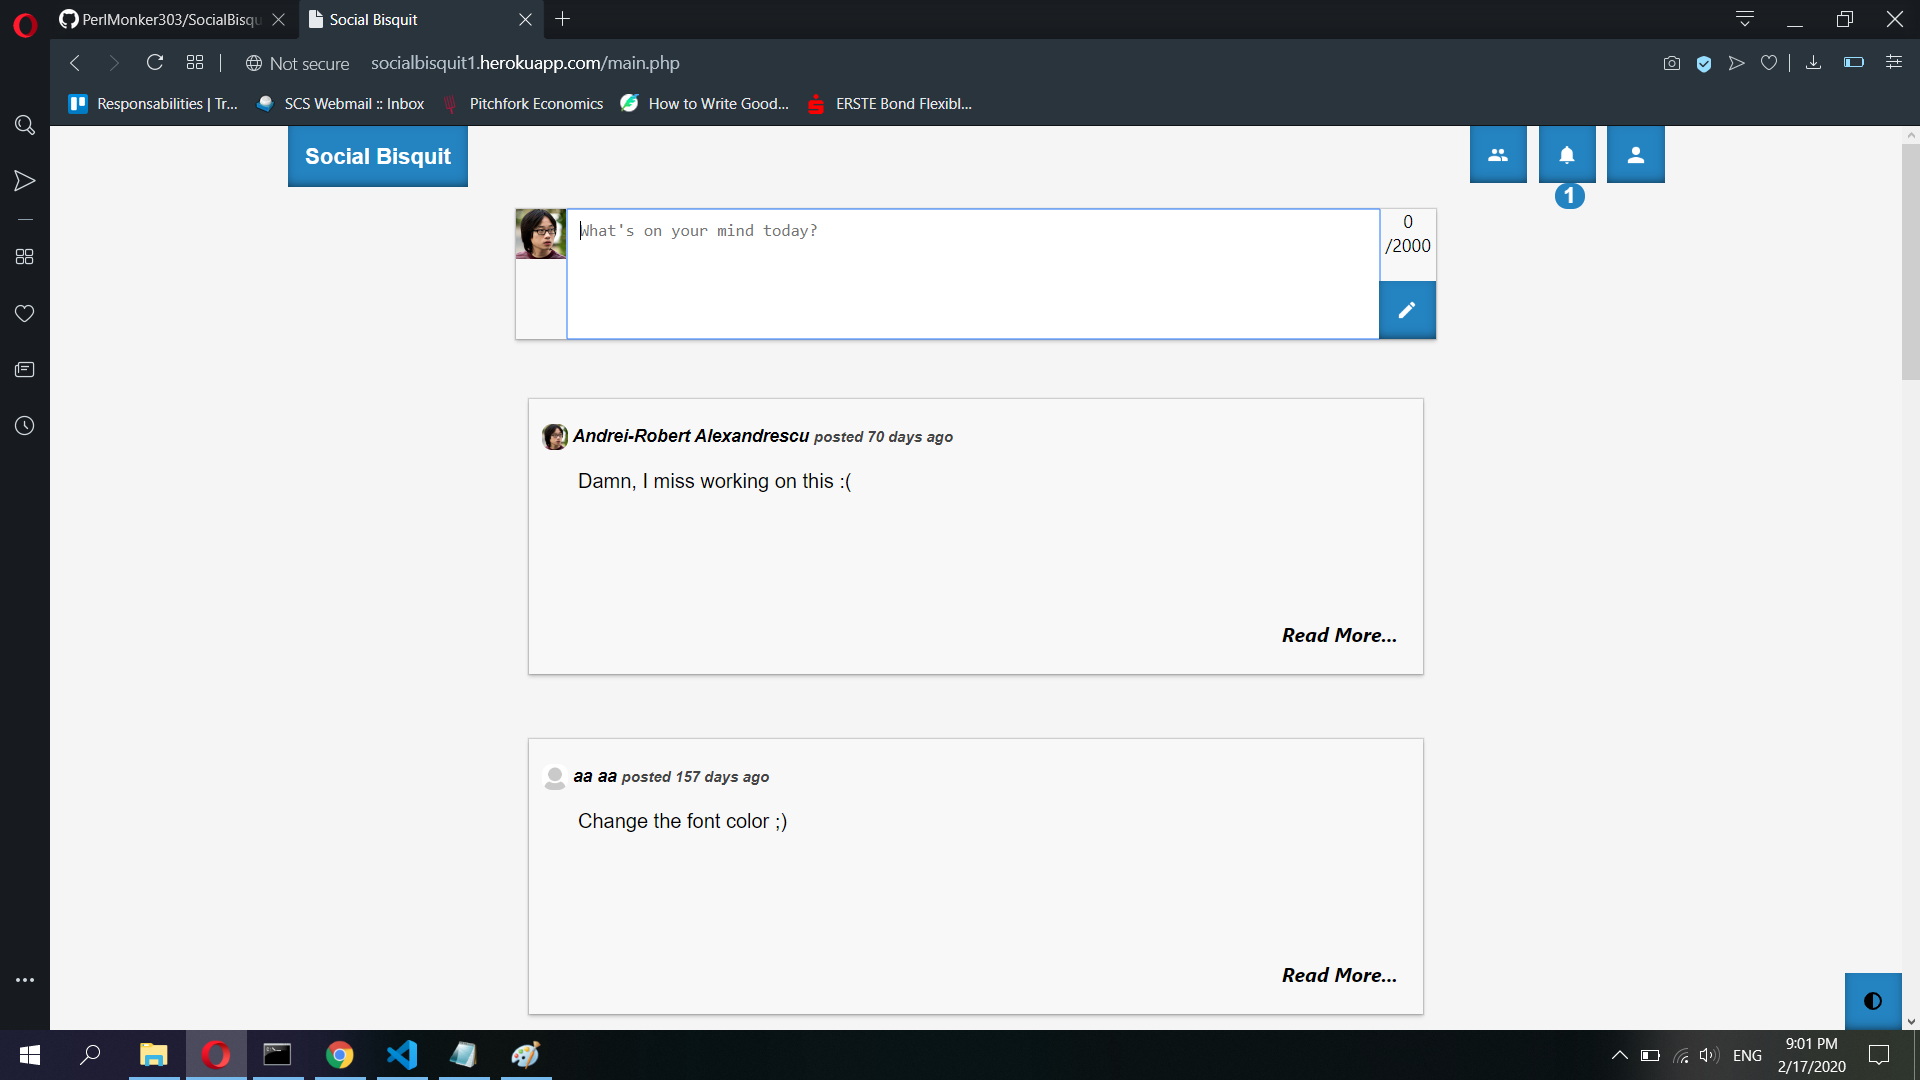 PerlMonker303/SocialBisqu
Social Bisquit
Not secure socialbisquit1.herokuapp.com/main.php
Responsabilities | Tr... SCS Webmail :: Inbox Pitchfork Economics How to Write Good... ERSTE Bond Flexibl...
Social Bisquit
1
What's on your mind today?
0
/2000
Andrei-Robert Alexandrescu posted 70 days ago
Damn, I miss working on this :(
Read More...
aa aa posted 157 days ago
Change the font color ;)
Read More...
ENG
9:01 PM
2/17/2020